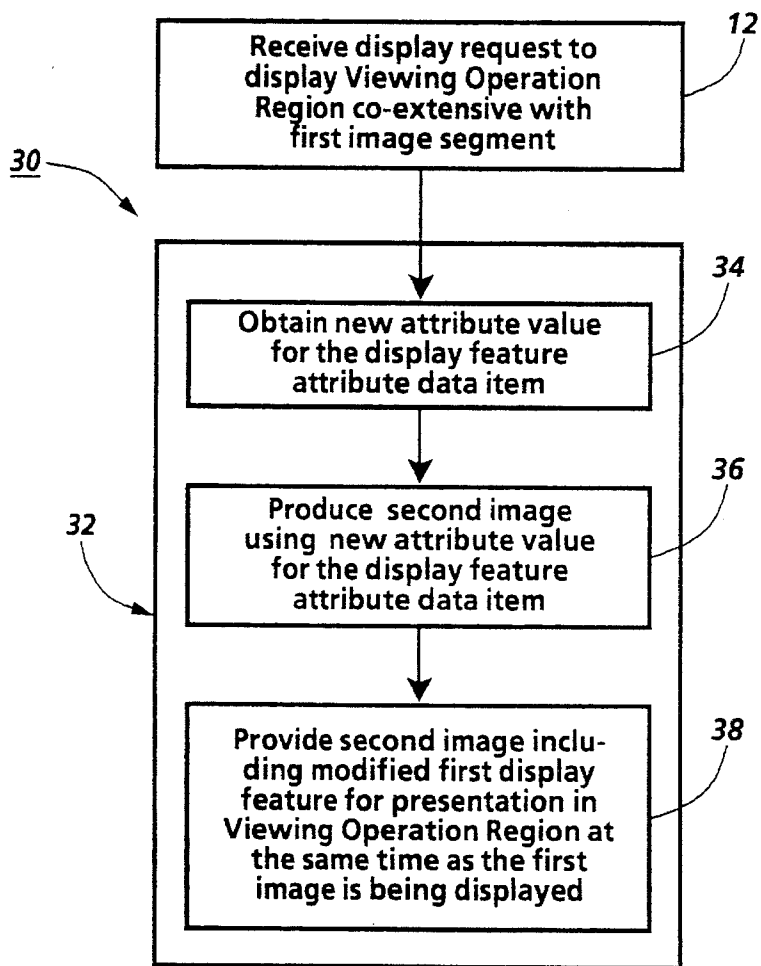 12
Receive display request to
display Viewing Operation
Region co-extensive with
first image segment
30
34
Obtain new attribute value
for the display feature
attribute data item
36
Produce second image
using new attribute value
for the display feature
attribute data item
32
38
Provide second image inclu-
ding modified first display
feature for presentation in
Viewing Operation Region at
the same time as the first
image is being displayed